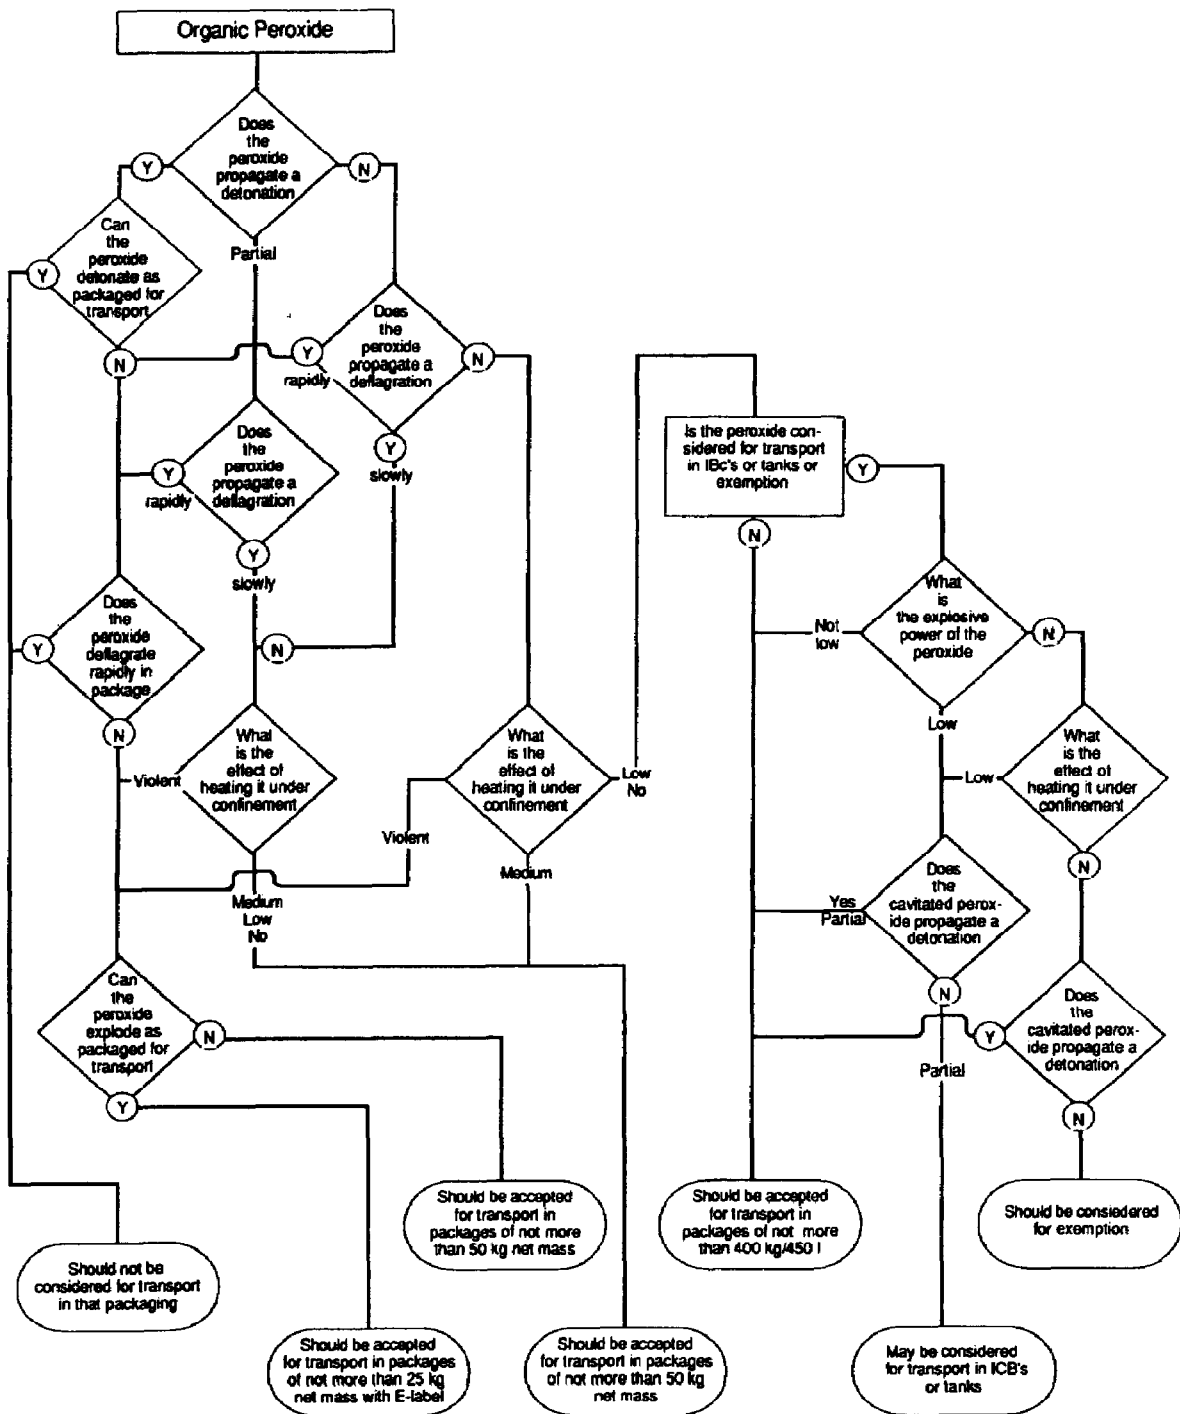 Organic Peroxide
Does
the
peroxide
propagate a
detonation
Y
N
Partial
Can
the
peroxide
detonate as
packaged for
transport
Y
N
Does
the
peroxide
propagate a
deflagration
Y
rapidly
N
Y
slowly
Does
the
peroxide
propagate a
deflagration
Y
rapidly
Y
slowly
N
Does
the
peroxide
deflagrate
rapidly in
package
Y
N
What
is the
effect of
heating it under
confinement
Violent
Medium
Low
No
What
is the
effect of
heating it under
confinement
Violent
Medium
Low
No
Can
the
peroxide
explode as
packaged for
transport
N
Y
Is the peroxide con-
sidered for transport
in IBc's or tanks or
exemption
Y
N
What
is
the explosive
power of the
peroxide
Not
low
N
Low
What
is the
effect of
heating it under
confinement
Low
N
Does
the
cavitated perox-
ide propagate a
detonation
Yes
Partial
N
Partial
Does
the
cavitated perox-
ide propagate a
detonation
Y
N
Should not be
considered for transport
in that packaging
Should be accepted
for transport in packages
of not more than 25 kg
net mass with E-label
Should be accepted
for transport in
packages of not more
than 50 kg net mass
Should be accepted
for transport in packages
of not more than 50 kg
net mass
Should be accepted
for transport in
packages of not more
than 400 kg/450 l
May be considered
for transport in ICB's
or tanks
Should be considered
for exemption